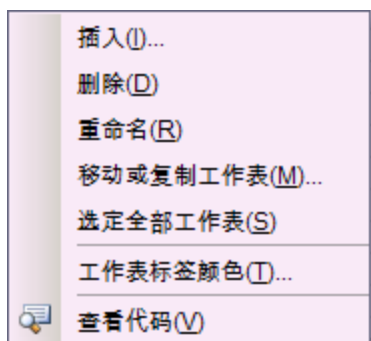 插入(I)...
删除(D)
重命名(R)
移动或复制工作表(M)...
选定全部工作表(S)
工作表标签颜色(T)...
查看代码(V)